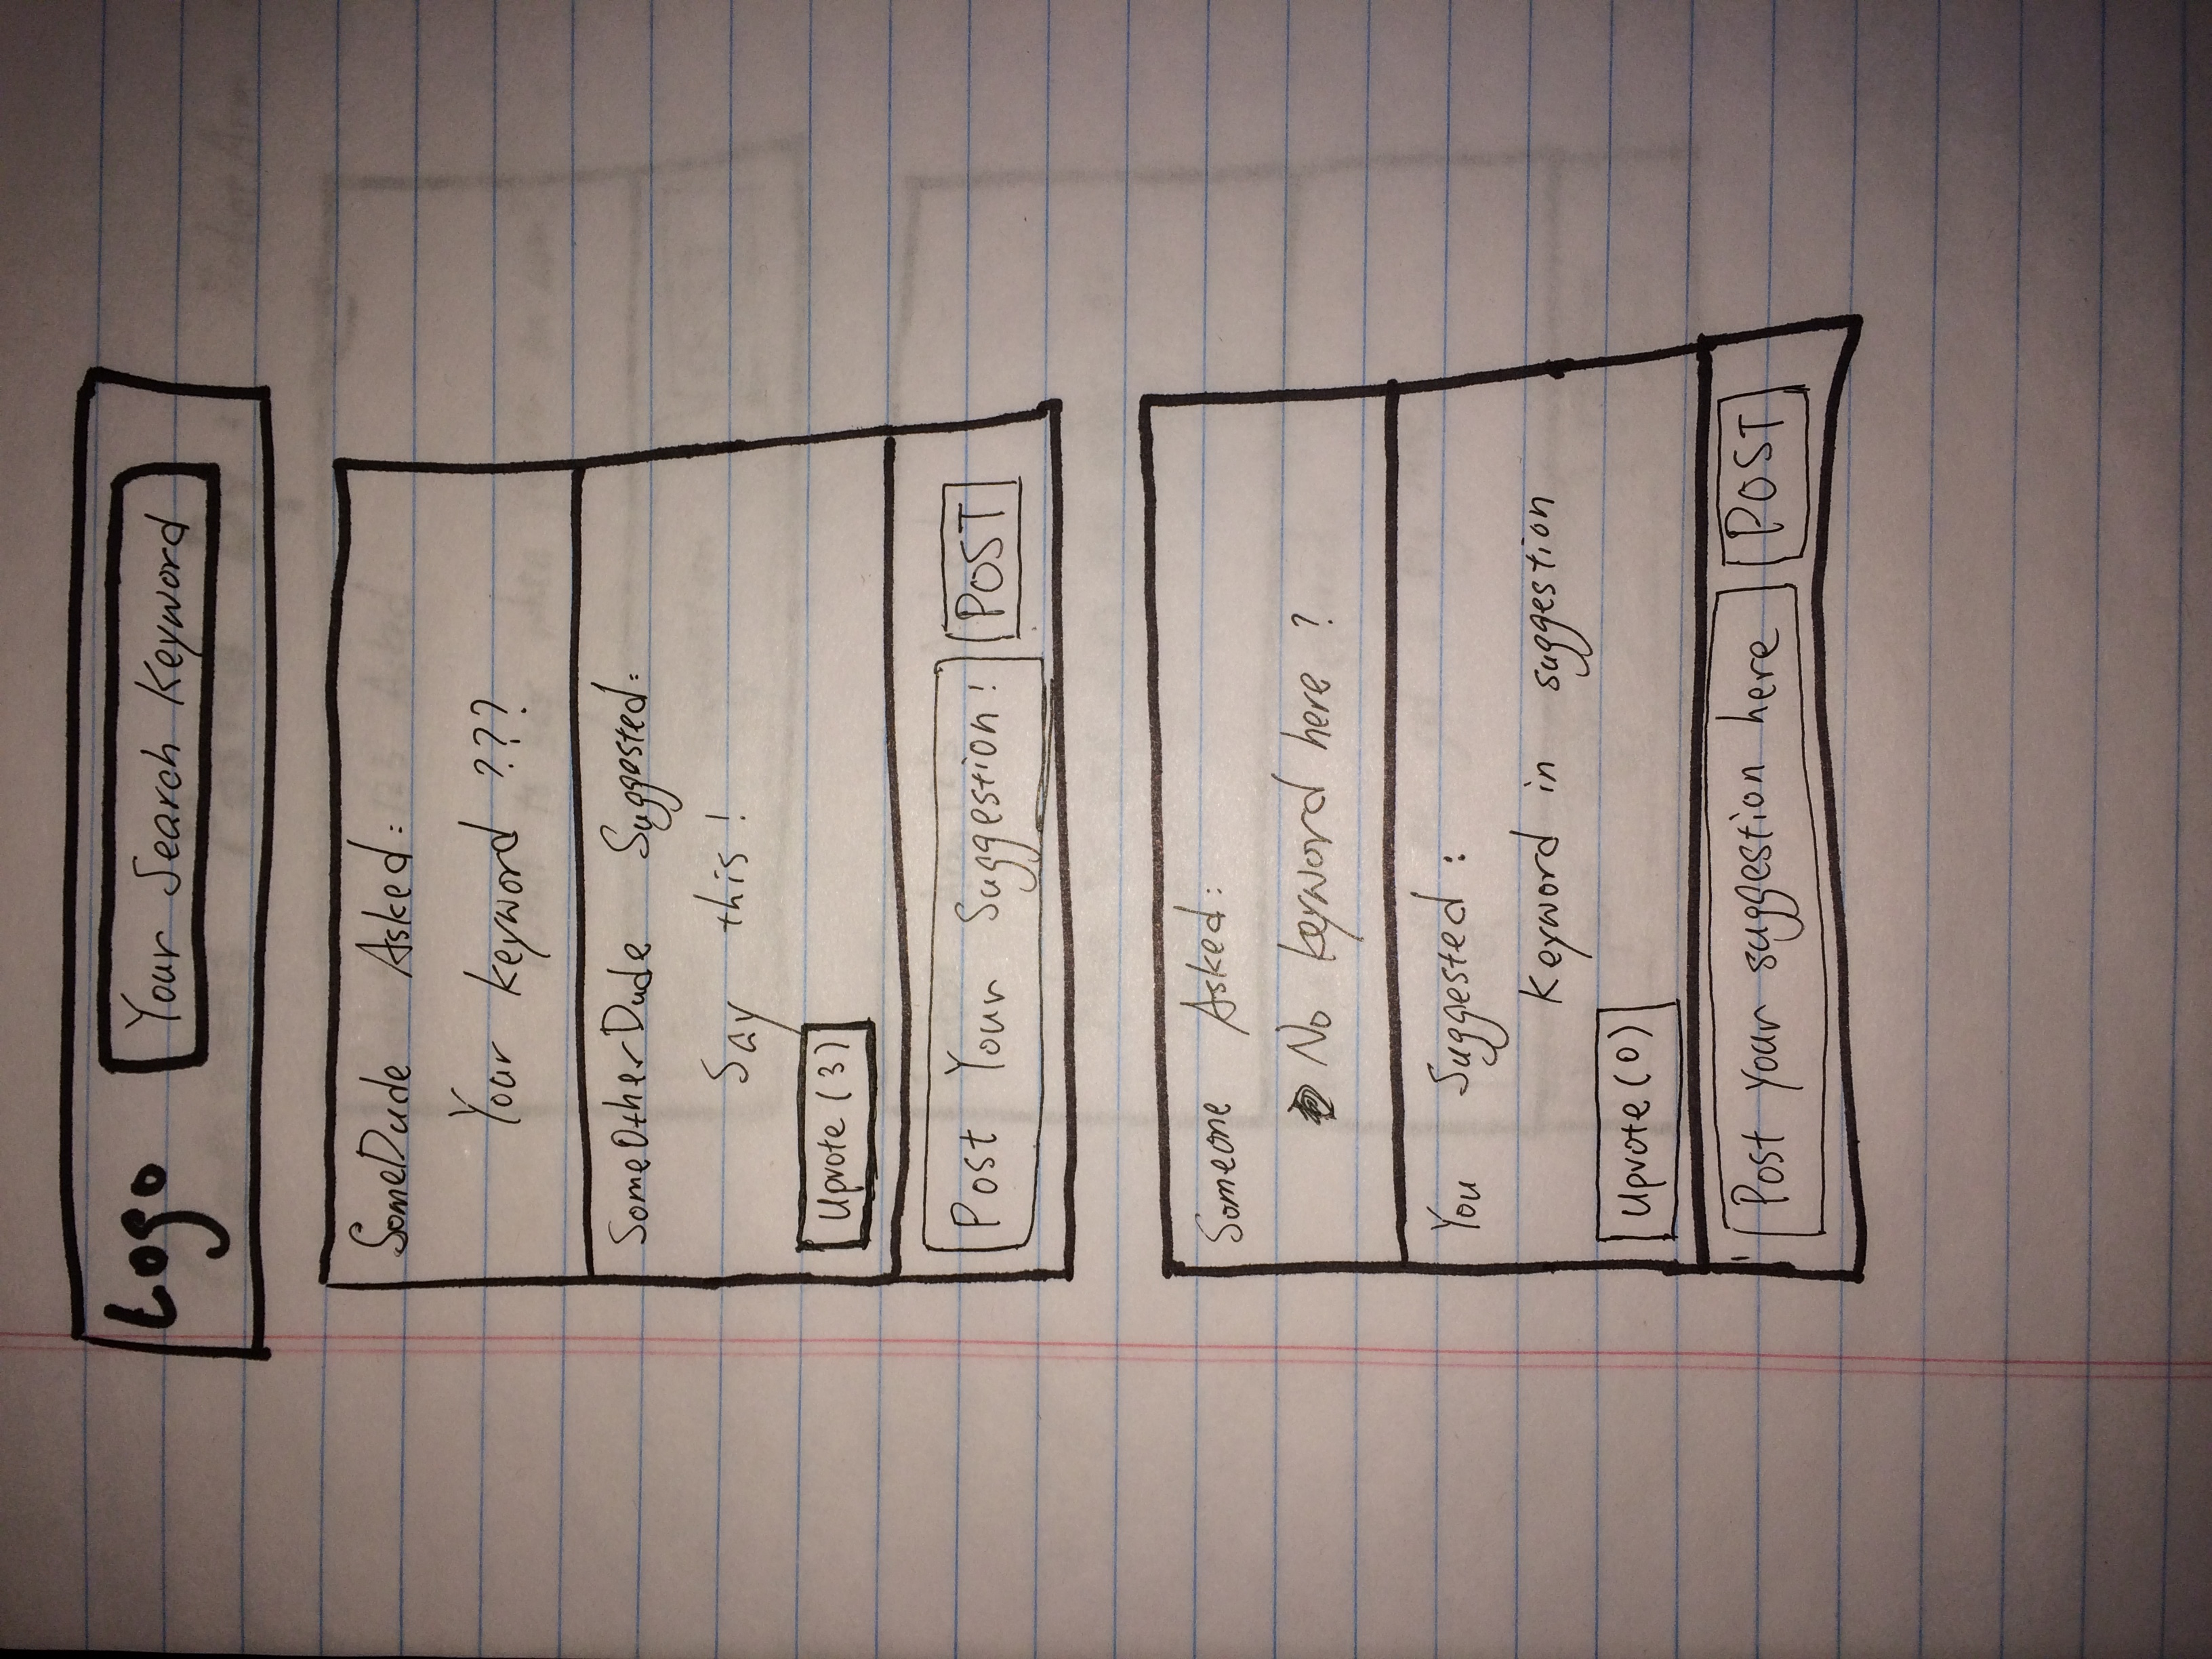 Logo
Your Search Keyword
SomeDude Asked:
Your keyword ???
SomeOtherDude Suggested:
Say this!
Upvote (3)
Post Your Suggestion!
POST
Someone Asked:
No keyword here ?
You Suggested :
Keyword in suggestion
Upvote (0)
Post your suggestion here
POST